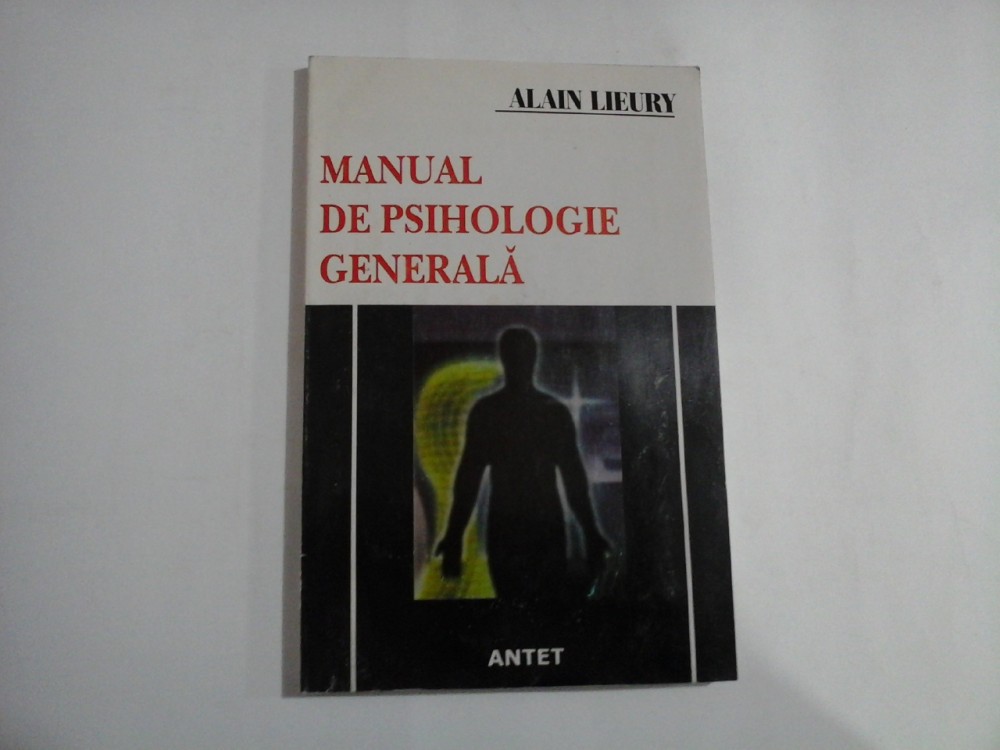 ALAIN LIEURY
MANUAL
DE PSIHOLOGIE
GENERALĂ
ANTET